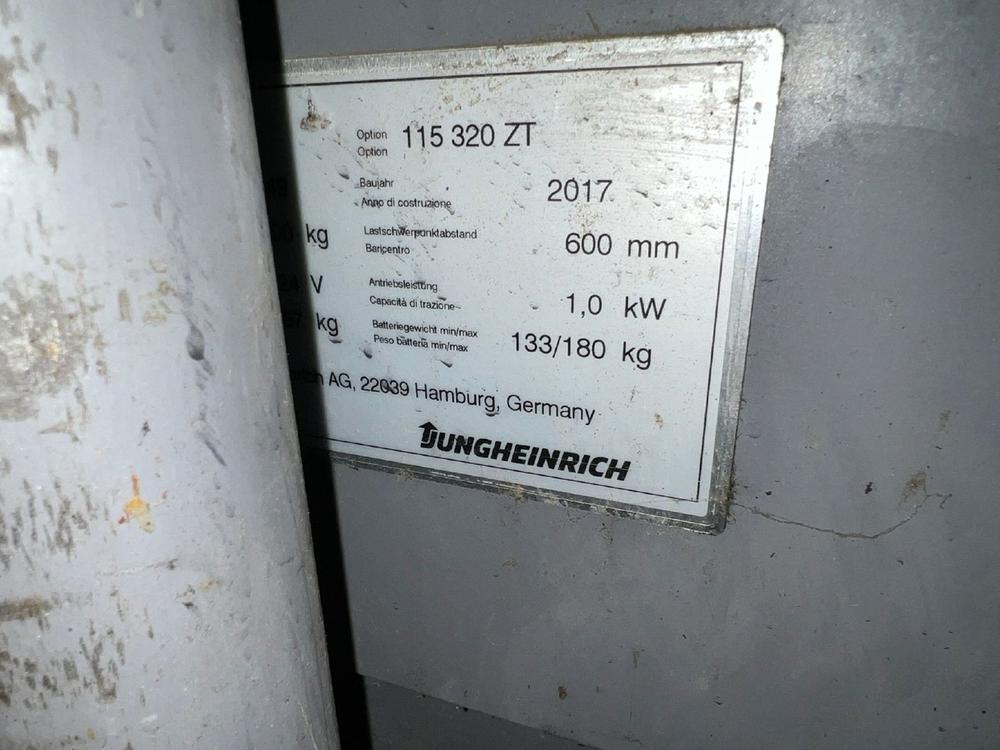 Option 115 320 ZT
Option
Baujahr 2017
Anno di costruzione
kg Lastschwerpunktabstand 600 mm
Baricentro
V Antriebsleistung 1,0 kW
Capacità di trazione
kg Batteriegewicht min/max 133/180 kg
Peso batteria min/max
AG, 22039 Hamburg, Germany
JUNGHEINRICH